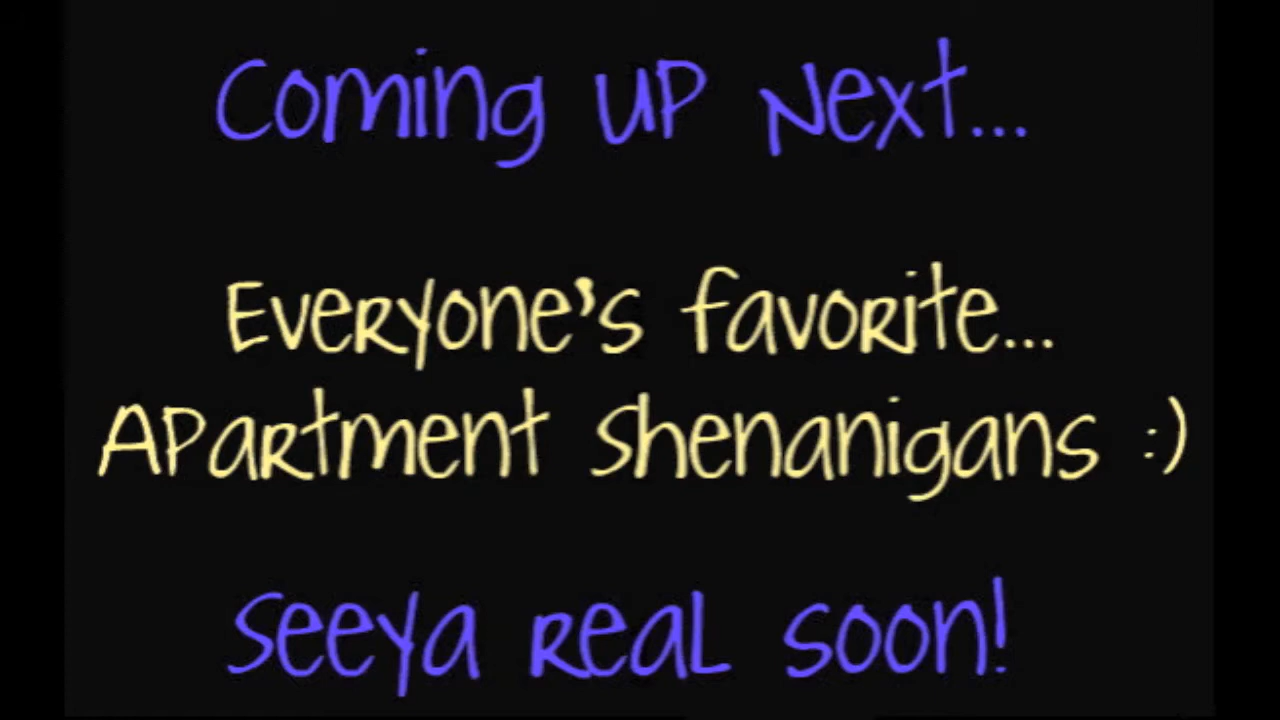 Coming up Next...
Everyone's favorite...
Apartment Shenanigans :)
Seeya real soon!